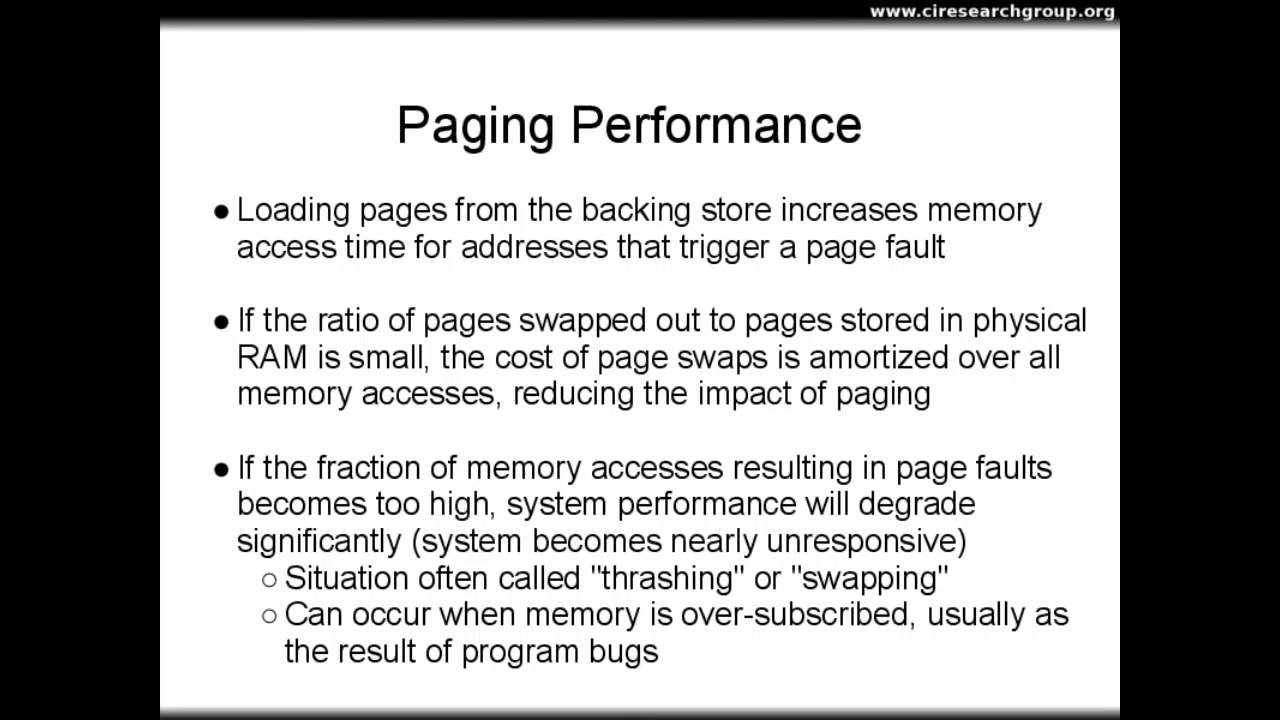 www.ciresearchgroup.org
Paging Performance
● Loading pages from the backing store increases memory
access time for addresses that trigger a page fault
● If the ratio of pages swapped out to pages stored in physical
RAM is small, the cost of page swaps is amortized over all
memory accesses, reducing the impact of paging
● If the fraction of memory accesses resulting in page faults
becomes too high, system performance will degrade
significantly (system becomes nearly unresponsive)
○ Situation often called "thrashing" or "swapping"
○ Can occur when memory is over-subscribed, usually as
the result of program bugs